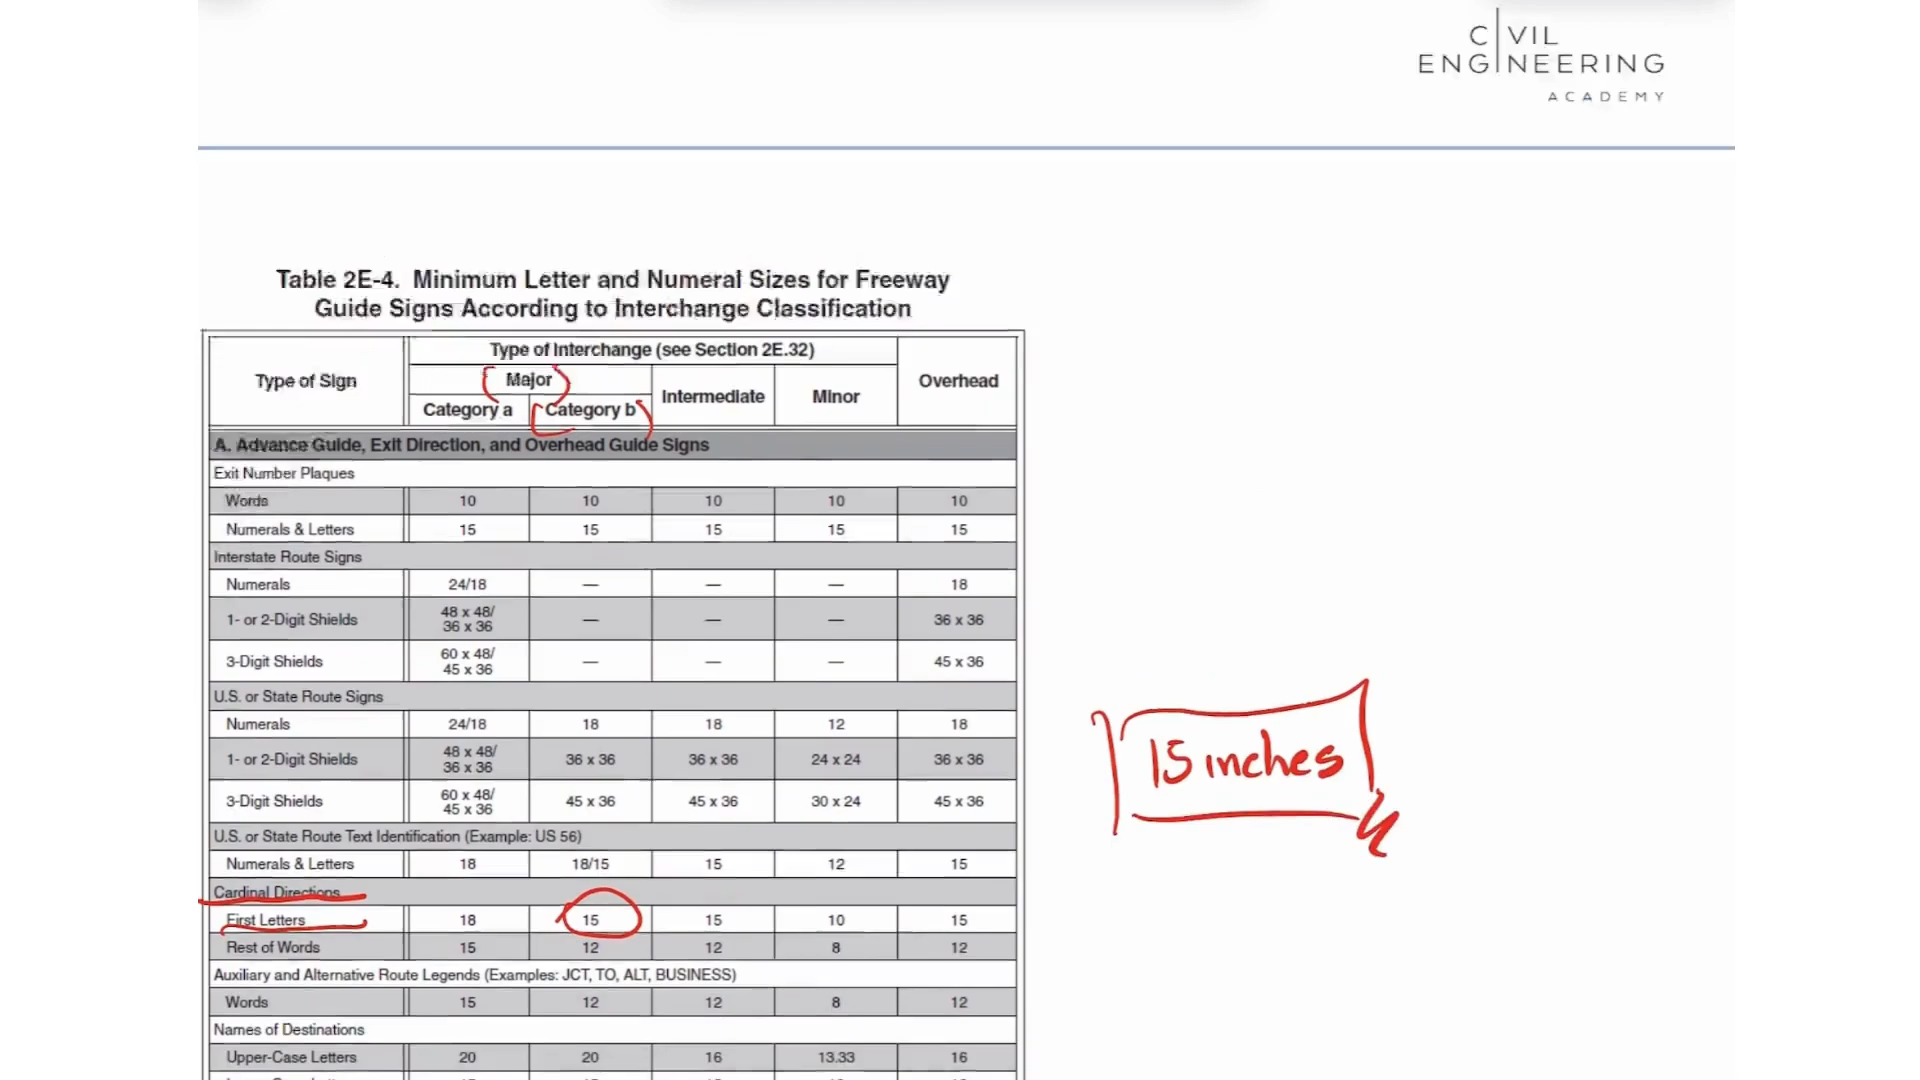 CIVIL
ENGINEERING
ACADEMY
Table 2E-4. Minimum Letter and Numeral Sizes for Freeway
Guide Signs According to Interchange Classification
Type of Sign
Type of Interchange (see Section 2E.32)
Overhead
Major
Intermediate
Minor
Category a
Category b
A. Advance Guide, Exit Direction, and Overhead Guide Signs
Exit Number Plaques
Words 10 10 10 10 10
Numerals & Letters 15 15 15 15 15
Interstate Route Signs
Numerals 24/18 — — — 18
1- or 2-Digit Shields 48 x 48/ 36 x 36 — — — 36 x 36
3-Digit Shields 60 x 48/ 45 x 36 — — — 45 x 36
U.S. or State Route Signs
Numerals 24/18 18 18 12 18
1- or 2-Digit Shields 48 x 48/ 36 x 36 36 x 36 36 x 36 24 x 24 36 x 36
3-Digit Shields 60 x 48/ 45 x 36 45 x 36 45 x 36 30 x 24 45 x 36
U.S. or State Route Text Identification (Example: US 56)
Numerals & Letters 18 18/15 15 12 15
Cardinal Directions
First Letters 18 15 15 10 15
Rest of Words 15 12 12 8 12
Auxiliary and Alternative Route Legends (Examples: JCT, TO, ALT, BUSINESS)
Words 15 12 12 8 12
Names of Destinations
Upper-Case Letters 20 20 16 13.33 16
15 inches